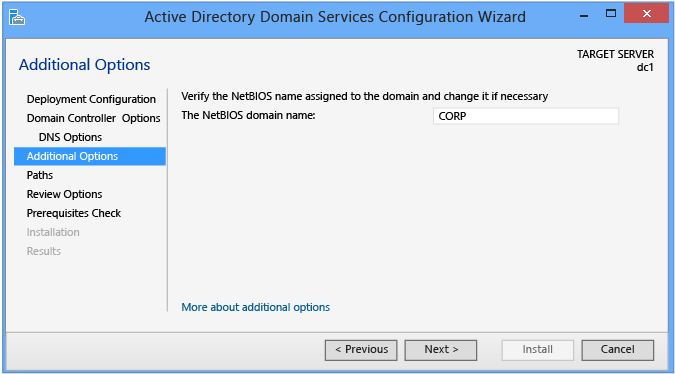 Active Directory Domain Services Configuration Wizard
TARGET SERVER
dc1
Additional Options
Deployment Configuration
Domain Controller Options
DNS Options
Additional Options
Paths
Review Options
Prerequisites Check
Installation
Results
Verify the NetBIOS name assigned to the domain and change it if necessary
The NetBIOS domain name: CORP
More about additional options
< Previous Next > Install Cancel